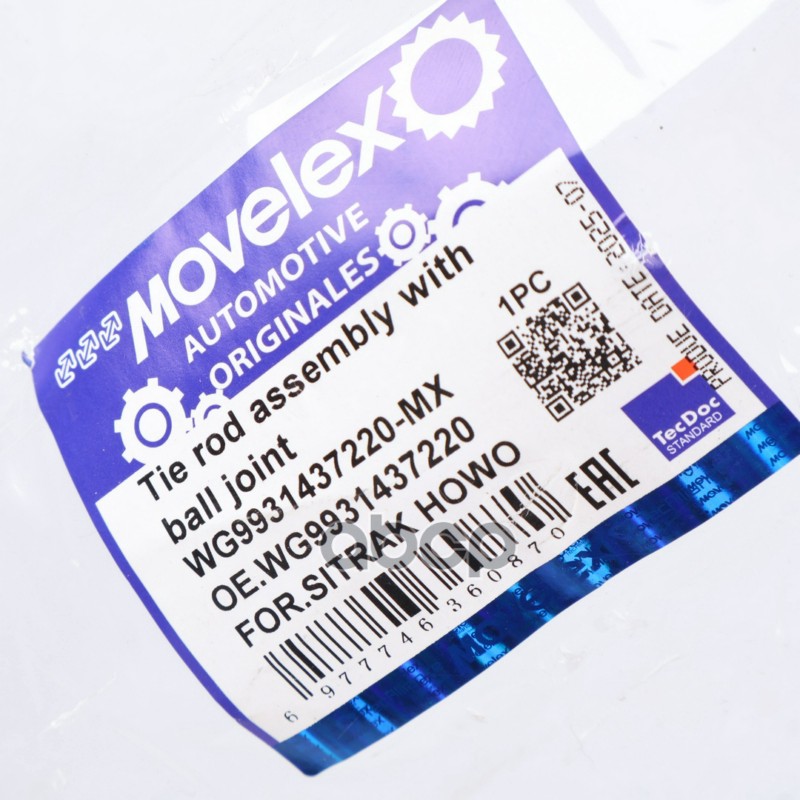 Movelex
AUTOMOTIVE
ORIGINALES
Tie rod assembly with
ball joint
WG9931437220-MX
OE.WG9931437220
FOR.SITRAK HOWO
1PC
PRODUE DATE:2025-07
TecDoc
STANDARD
EAC
6 977746 360870
abcp